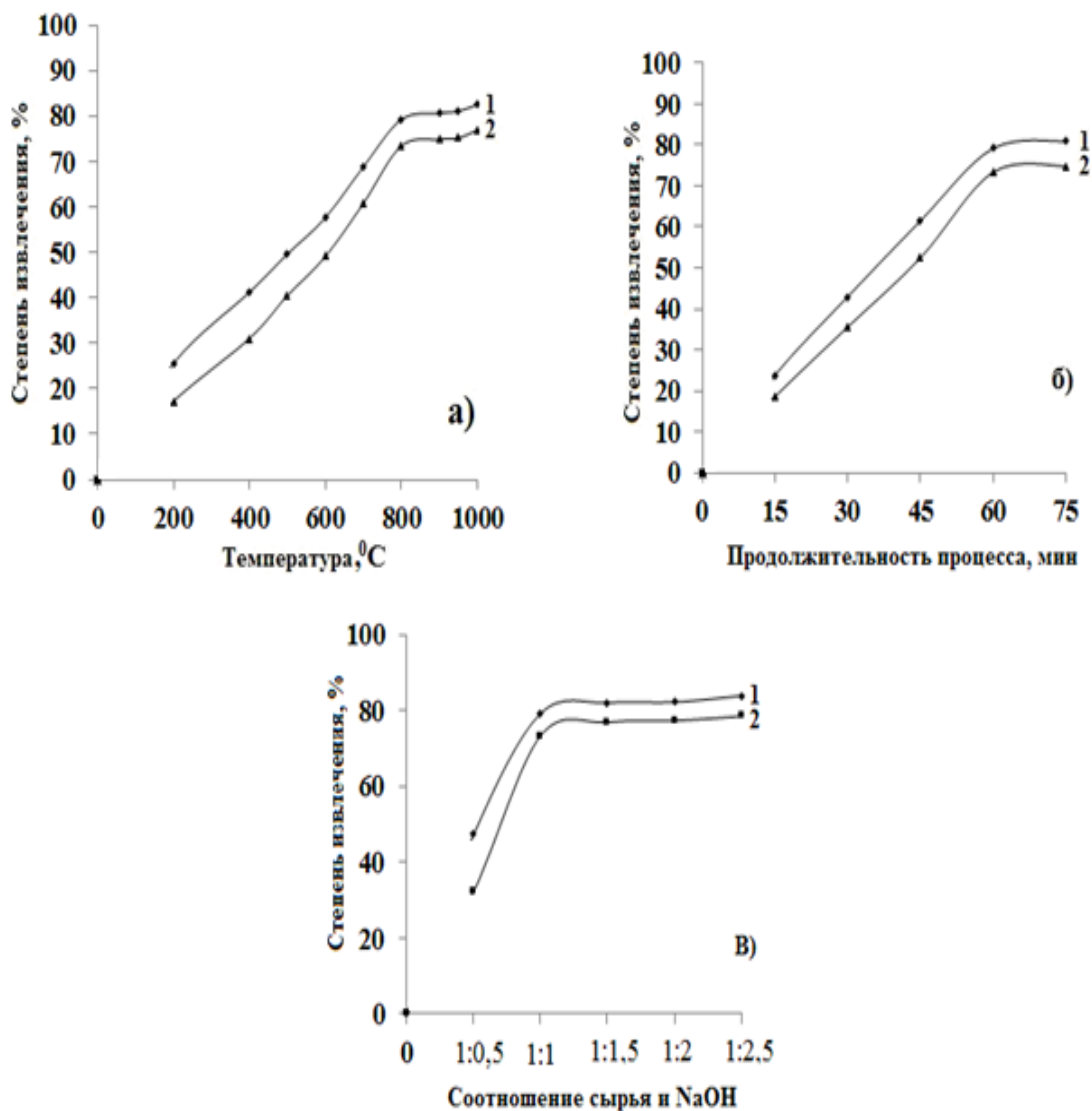 100
90
80
70
60
50
40
30
20
10
0
Степень извлечения, %
1
2
а)
0 200 400 600 800 1000
Температура,⁰С
100
90
80
70
60
50
40
30
20
10
0
Степень извлечения, %
1
2
б)
0 15 30 45 60 75
Продолжительность процесса, мин
100
80
60
40
20
0
Степень извлечения, %
1
2
В)
0 1:0,5 1:1 1:1,5 1:2 1:2,5
Соотношение сырья и NaOH